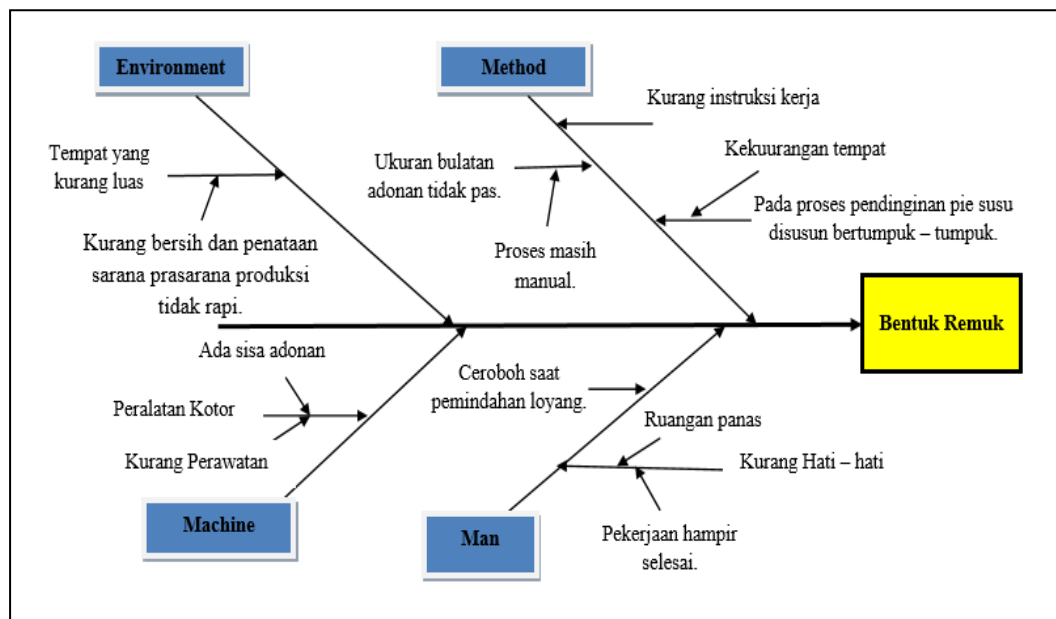 Environment
Method
Kurang instruksi kerja
Tempat yang
kurang luas
Ukuran bulatan
adonan tidak pas.
Kekuurangan tempat
Pada proses pendinginan pie susu
disusun bertumpuk – tumpuk.
Kurang bersih dan penataan
sarana prasarana produksi
tidak rapi.
Proses masih
manual.
Bentuk Remuk
Ada sisa adonan
Peralatan Kotor
Kurang Perawatan
Machine
Ceroboh saat
pemindahan loyang.
Ruangan panas
Kurang Hati – hati
Pekerjaan hampir
selesai.
Man